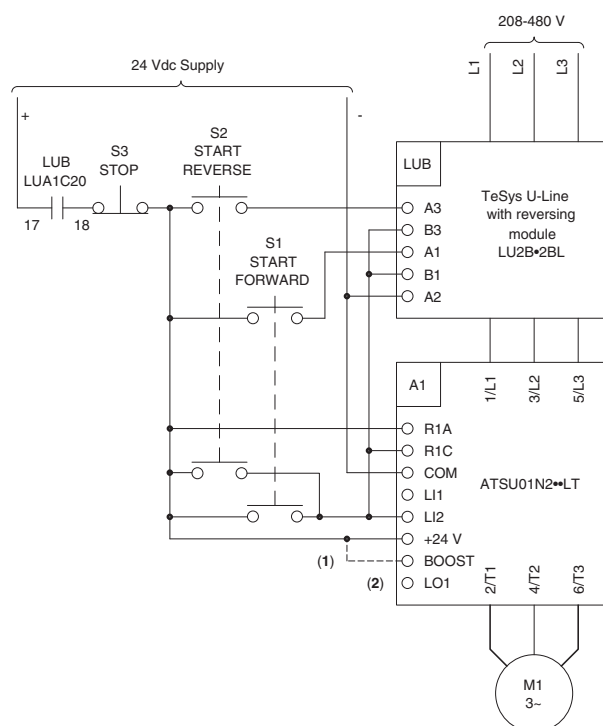 208-480 V
L1
L2
L3
24 Vdc Supply
+
-
S2
START
REVERSE
S3
STOP
LUB
LUA1C20
17
18
S1
START
FORWARD
LUB
TeSys U-Line
with reversing
module
LU2B•2BL
A3
B3
A1
B1
A2
A1
1/L1
3/L2
5/L3
R1A
R1C
COM
LI1
LI2
+24 V
BOOST
LO1
ATSU01N2••LT
(1)
(2)
2/T1
4/T2
6/T3
M1
3~